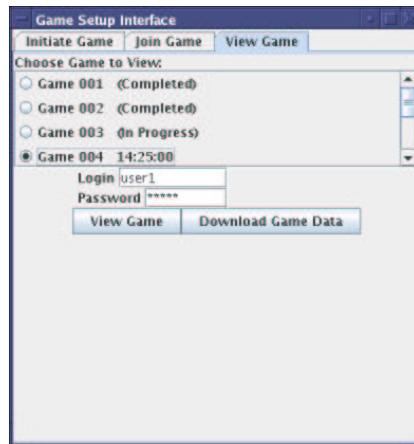 Game Setup Interface
Initiate Game Join Game View Game
Choose Game to View:
Game 001 (Completed)
Game 002 (Completed)
Game 003 (In Progress)
Game 004 14:25:00
Login user1
Password *****
View Game Download Game Data